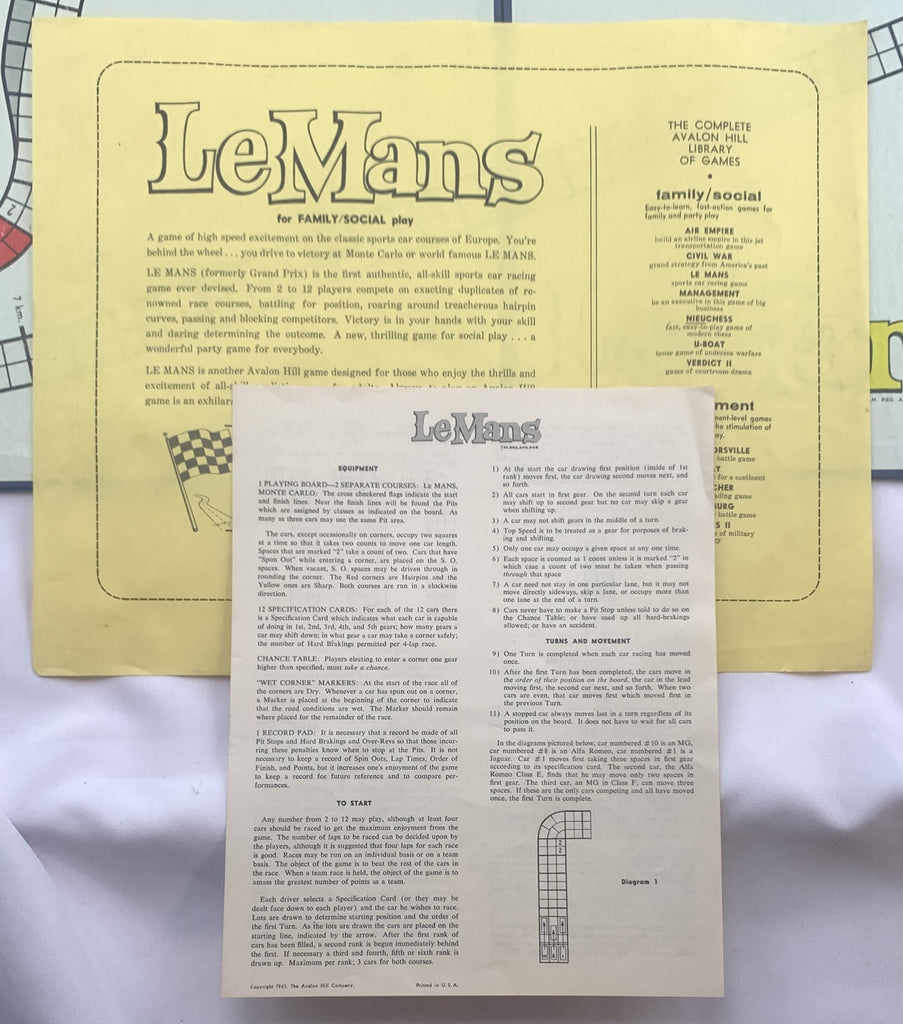 LeMans
for FAMILY/SOCIAL play
A game of high speed excitement on the classic sports car courses of Europe. You're
behind the wheel . . . you drive to victory at Monte Carlo or world famous LE MANS.
LE MANS (formerly Grand Prix) is the first authentic, all-skill sports car racing
game ever devised. From 2 to 12 players compete on exacting duplicates of re-
nowned race courses, battling for position, roaring around treacherous hairpin
curves, passing and blocking competitors. Victory is in your hands with your skill
and daring determining the outcome. A new, thrilling game for social play . . . a
wonderful party game for everybody.
LE MANS is another Avalon Hill game designed for those who enjoy the thrills and
excitement of all-
game is an exhilara
THE COMPLETE
AVALON HILL
LIBRARY
OF GAMES
family/social
Easy-to-learn, fast-action games for
family and party play
AIR EMPIRE
build an airline empire in this jet
transportation game
CIVIL WAR
grand strategy from America's past
LE MANS
sports car racing game
MANAGEMENT
be an executive in this game of big
business
NIEUCHESS
fast, easy-to-play game of
modern chess
U-BOAT
tense game of undersea warfare
VERDICT II
game of courtroom drama
ment
ment-level games
he stimulation of
ay.
RSVILLE
battle game
Y
for a continent
CHER
ading game
URG
battle game
S II
of military
7 km.
2
M. REG.
LeMans
EQUIPMENT
1 PLAYING BOARD—2 SEPARATE COURSES: LE MANS,
MONTE CARLO: The cross checkered flags indicate the start
and finish lines. Near the finish lines will be found the Pits
which are assigned by classes as indicated on the board. As
many as three cars may use the same Pit area.
The cars, except occasionally on corners, occupy two squares
at a time so that it takes two counts to move one car length.
Spaces that are marked "2" take a count of two. Cars that have
"Spun Out" while entering a corner, are placed on the S. O.
spaces. When vacant, S. O. spaces may be driven through in
rounding the corner. The Red corners are Hairpins and the
Yellow ones are Sharp. Both courses are run in a clockwise
direction.
12 SPECIFICATION CARDS: For each of the 12 cars there
is a Specification Card which indicates what each car is capable
of doing in 1st, 2nd, 3rd, 4th, and 5th gears; how many gears a
car may shift down; in what gear a car may take a corner safely;
the number of Hard Brakings permitted per 4-lap race.
CHANCE TABLE: Players electing to enter a corner one gear
higher than specified, must take a chance.
"WET CORNER" MARKERS: At the start of the race all of
the corners are Dry. Whenever a car has spun out on a corner,
a Marker is placed at the beginning of the corner to indicate
that the road conditions are wet. The Marker should remain
where placed for the remainder of the race.
1 RECORD PAD: It is necessary that a record be made of all
Pit Stops and Hard Brakings and Over-Revs so that those incur-
ring these penalties know when to stop at the Pits. It is not
necessary to keep a record of Spin Outs, Lap Times, Order of
Finish, and Points, but it increases one's enjoyment of the game
to keep a record for future reference and to compare per-
formances.
TO START
Any number from 2 to 12 may play, although at least four
cars should be raced to get the maximum enjoyment from the
game. The number of laps to be raced can be decided upon by
the players, although it is suggested that four laps for each race
is good. Races may be run on an individual basis or on a team
basis. The object of the game is to beat the rest of the cars in
the race. When a team race is held, the object of the game is to
amass the greatest number of points as a team.
Each driver selects a Specification Card (or they may be
dealt face down to each player) and the car he wishes to race.
Lots are drawn to determine starting position and the order of
the first Turn. As the lots are drawn the cars are placed on the
starting line, indicated by the arrow. After the first rank of
cars has been filled, a second rank is begun immediately behind
the first. If necessary a third and fourth, fifth or sixth rank is
drawn up. Maximum per rank; 3 cars for both courses.
Copyright 1961, The Avalon Hill Company. Printed in U.S.A.
1) At the start the car drawing first position (inside of 1st
rank) moves first, the car drawing second moves next, and
so forth.
2) All cars start in first gear. On the second turn each car
may shift up to second gear but no car may skip a gear
when shifting up.
3) A car may not shift gears in the middle of a turn.
4) Top Speed is to be treated as a gear for purposes of brak-
ing and shifting.
5) Only one car may occupy a given space at any one time.
6) Each space is counted as 1 count unless it is marked "2" in
which case a count of two must be taken when passing
through that space
7) A car need not stay in one particular lane, but it may not
move directly sideways, skip a lane, or occupy more than
one lane at the end of a turn.
8) Cars never have to make a Pit Stop unless told to do so on
the Chance Table; or have used up all hard-brakings
allowed; or have an accident.
TURNS AND MOVEMENT
9) One Turn is completed when each car racing has moved
once.
10) After the first Turn has been completed, the cars move in
the order of their position on the board, the car in the lead
moving first, the second car next, and so forth. When two
cars are even, that car moves first which moved first in
the previous Turn.
11) A stopped car always moves last in a turn regardless of its
position on the board. It does not have to wait for all cars
to pass it.
In the diagrams pictured below, car numbered #10 is an MG,
car numbered #8 is an Alfa Romeo, car numbered #1 is a
Jaguar. Car #1 moves first taking three spaces in first gear
according to its specification card. The second car, the Alfa
Romeo Class E, finds that he may move only two spaces in
first gear. The third car, an MG in Class F, can move three
spaces. If these are the only cars competing and all have moved
once, the first Turn is complete.
2
2
Diagram 1